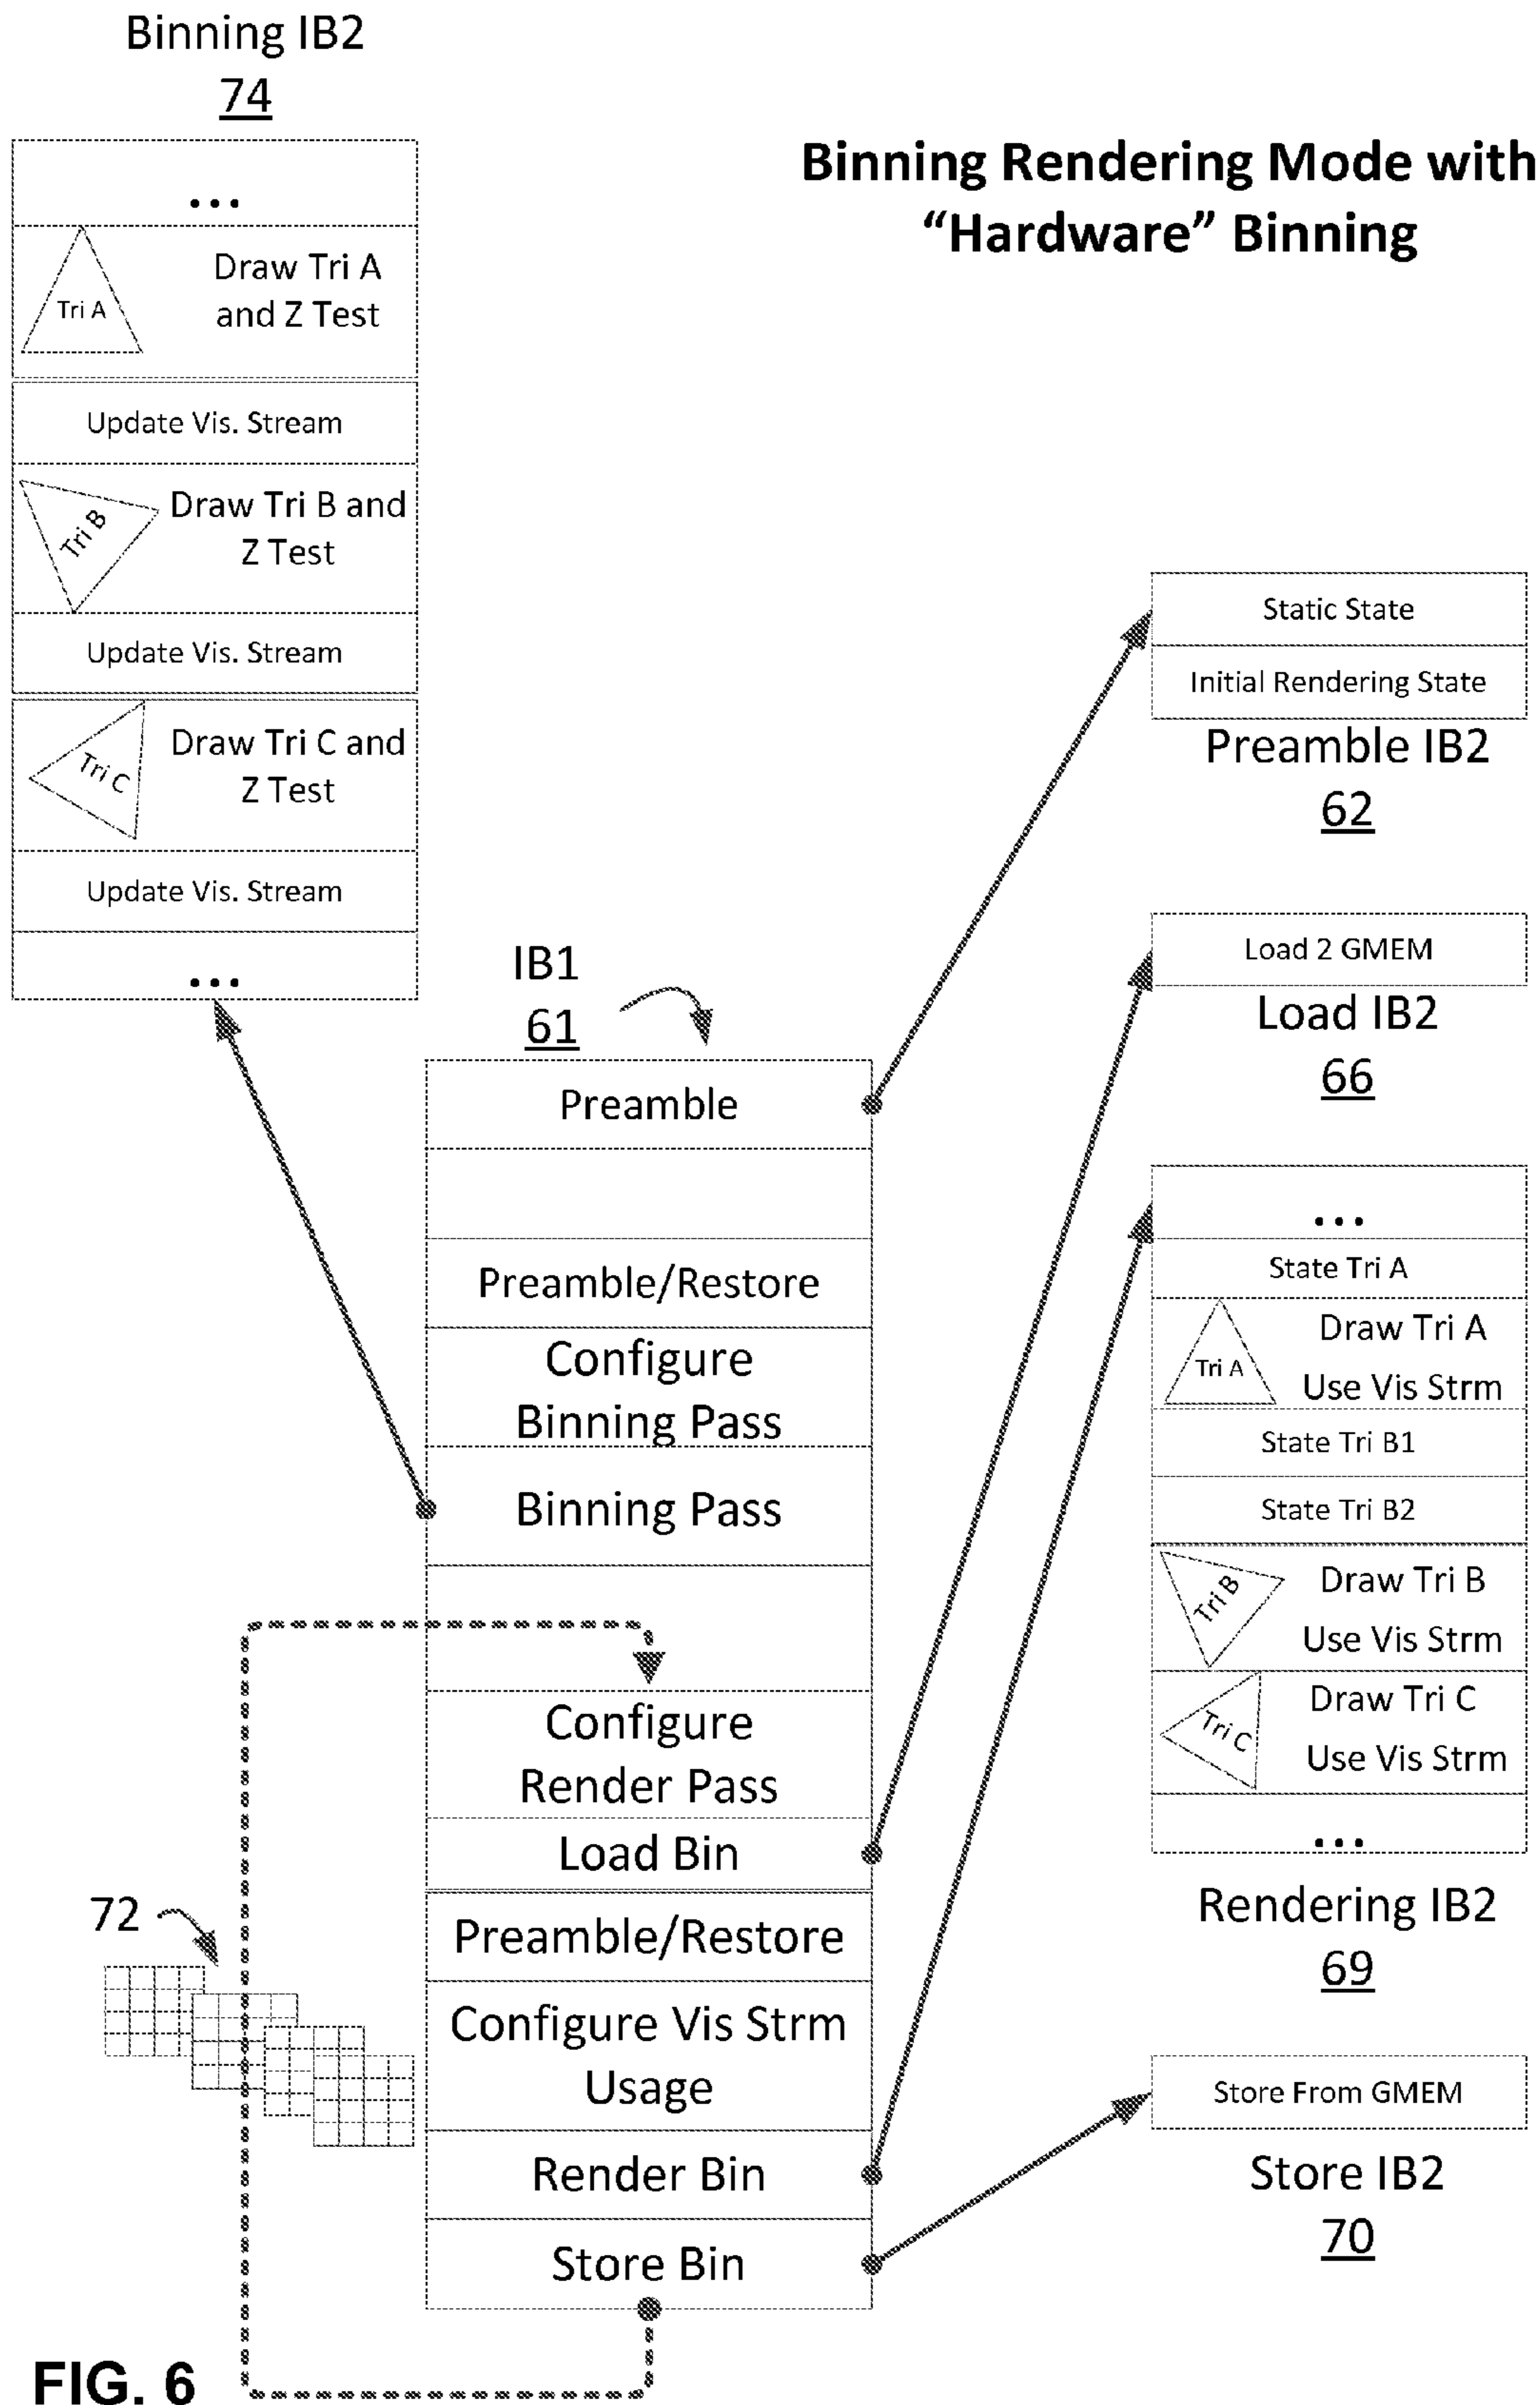 Binning IB2
74
Binning Rendering Mode with
“Hardware” Binning
...
Tri A
Draw Tri A
and Z Test
Update Vis. Stream
Tri B
Draw Tri B and
Z Test
Update Vis. Stream
Tri C
Draw Tri C and
Z Test
Update Vis. Stream
...
Static State
Initial Rendering State
Preamble IB2
62
Load 2 GMEM
Load IB2
66
IB1
61
Preamble
Preamble/Restore
Configure
Binning Pass
Binning Pass
Configure
Render Pass
Load Bin
Preamble/Restore
Configure Vis Strm
Usage
Render Bin
Store Bin
72
...
State Tri A
Tri A
Draw Tri A
Use Vis Strm
State Tri B1
State Tri B2
Tri B
Draw Tri B
Use Vis Strm
Tri C
Draw Tri C
Use Vis Strm
...
Rendering IB2
69
Store From GMEM
Store IB2
70
FIG. 6